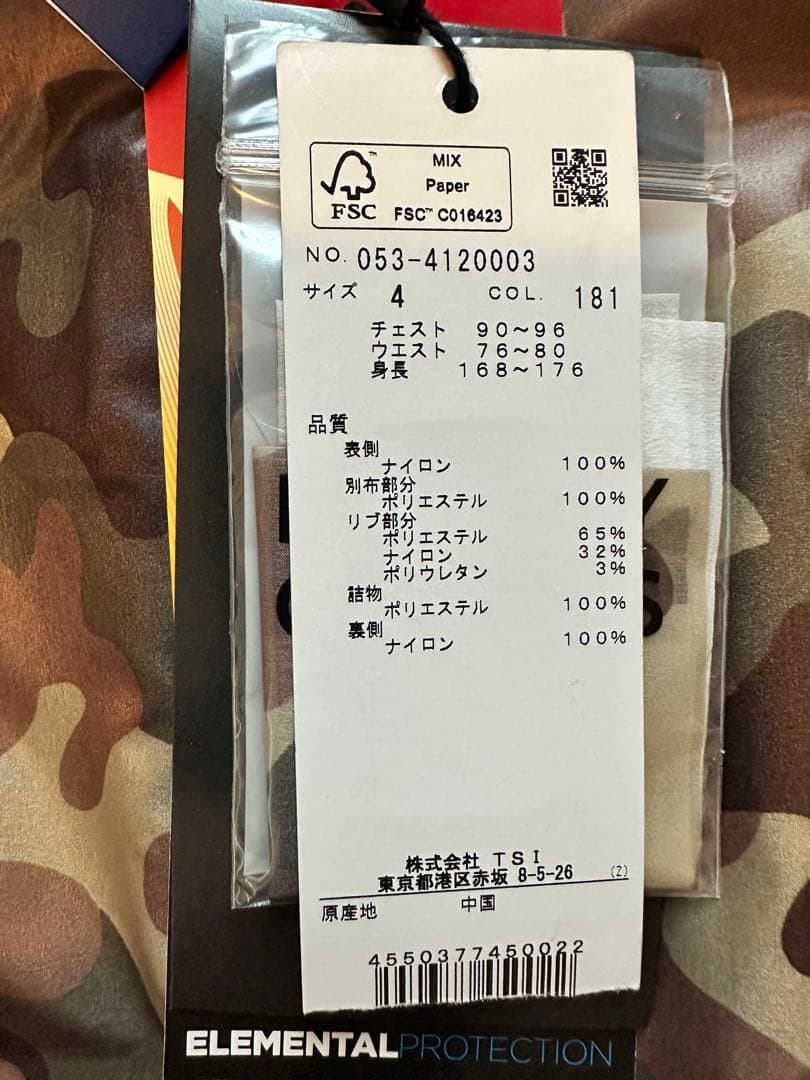 MIX
Paper
FSC™ C016423
FSC
NO. 053-4120003
サイズ 4 COL. 181
チェスト 90～96
ウエスト 76～80
身長 168～176
品質
表側
ナイロン 100%
別布部分
ポリエステル 100%
リブ部分
ポリエステル 65%
ナイロン 32%
ポリウレタン 3%
詰物
ポリエステル 100%
裏側
ナイロン 100%
株式会社 TSI
東京都港区赤坂 8-5-26 (Z)
原産地 中国
4550377450022
ELEMENTALPROTECTION